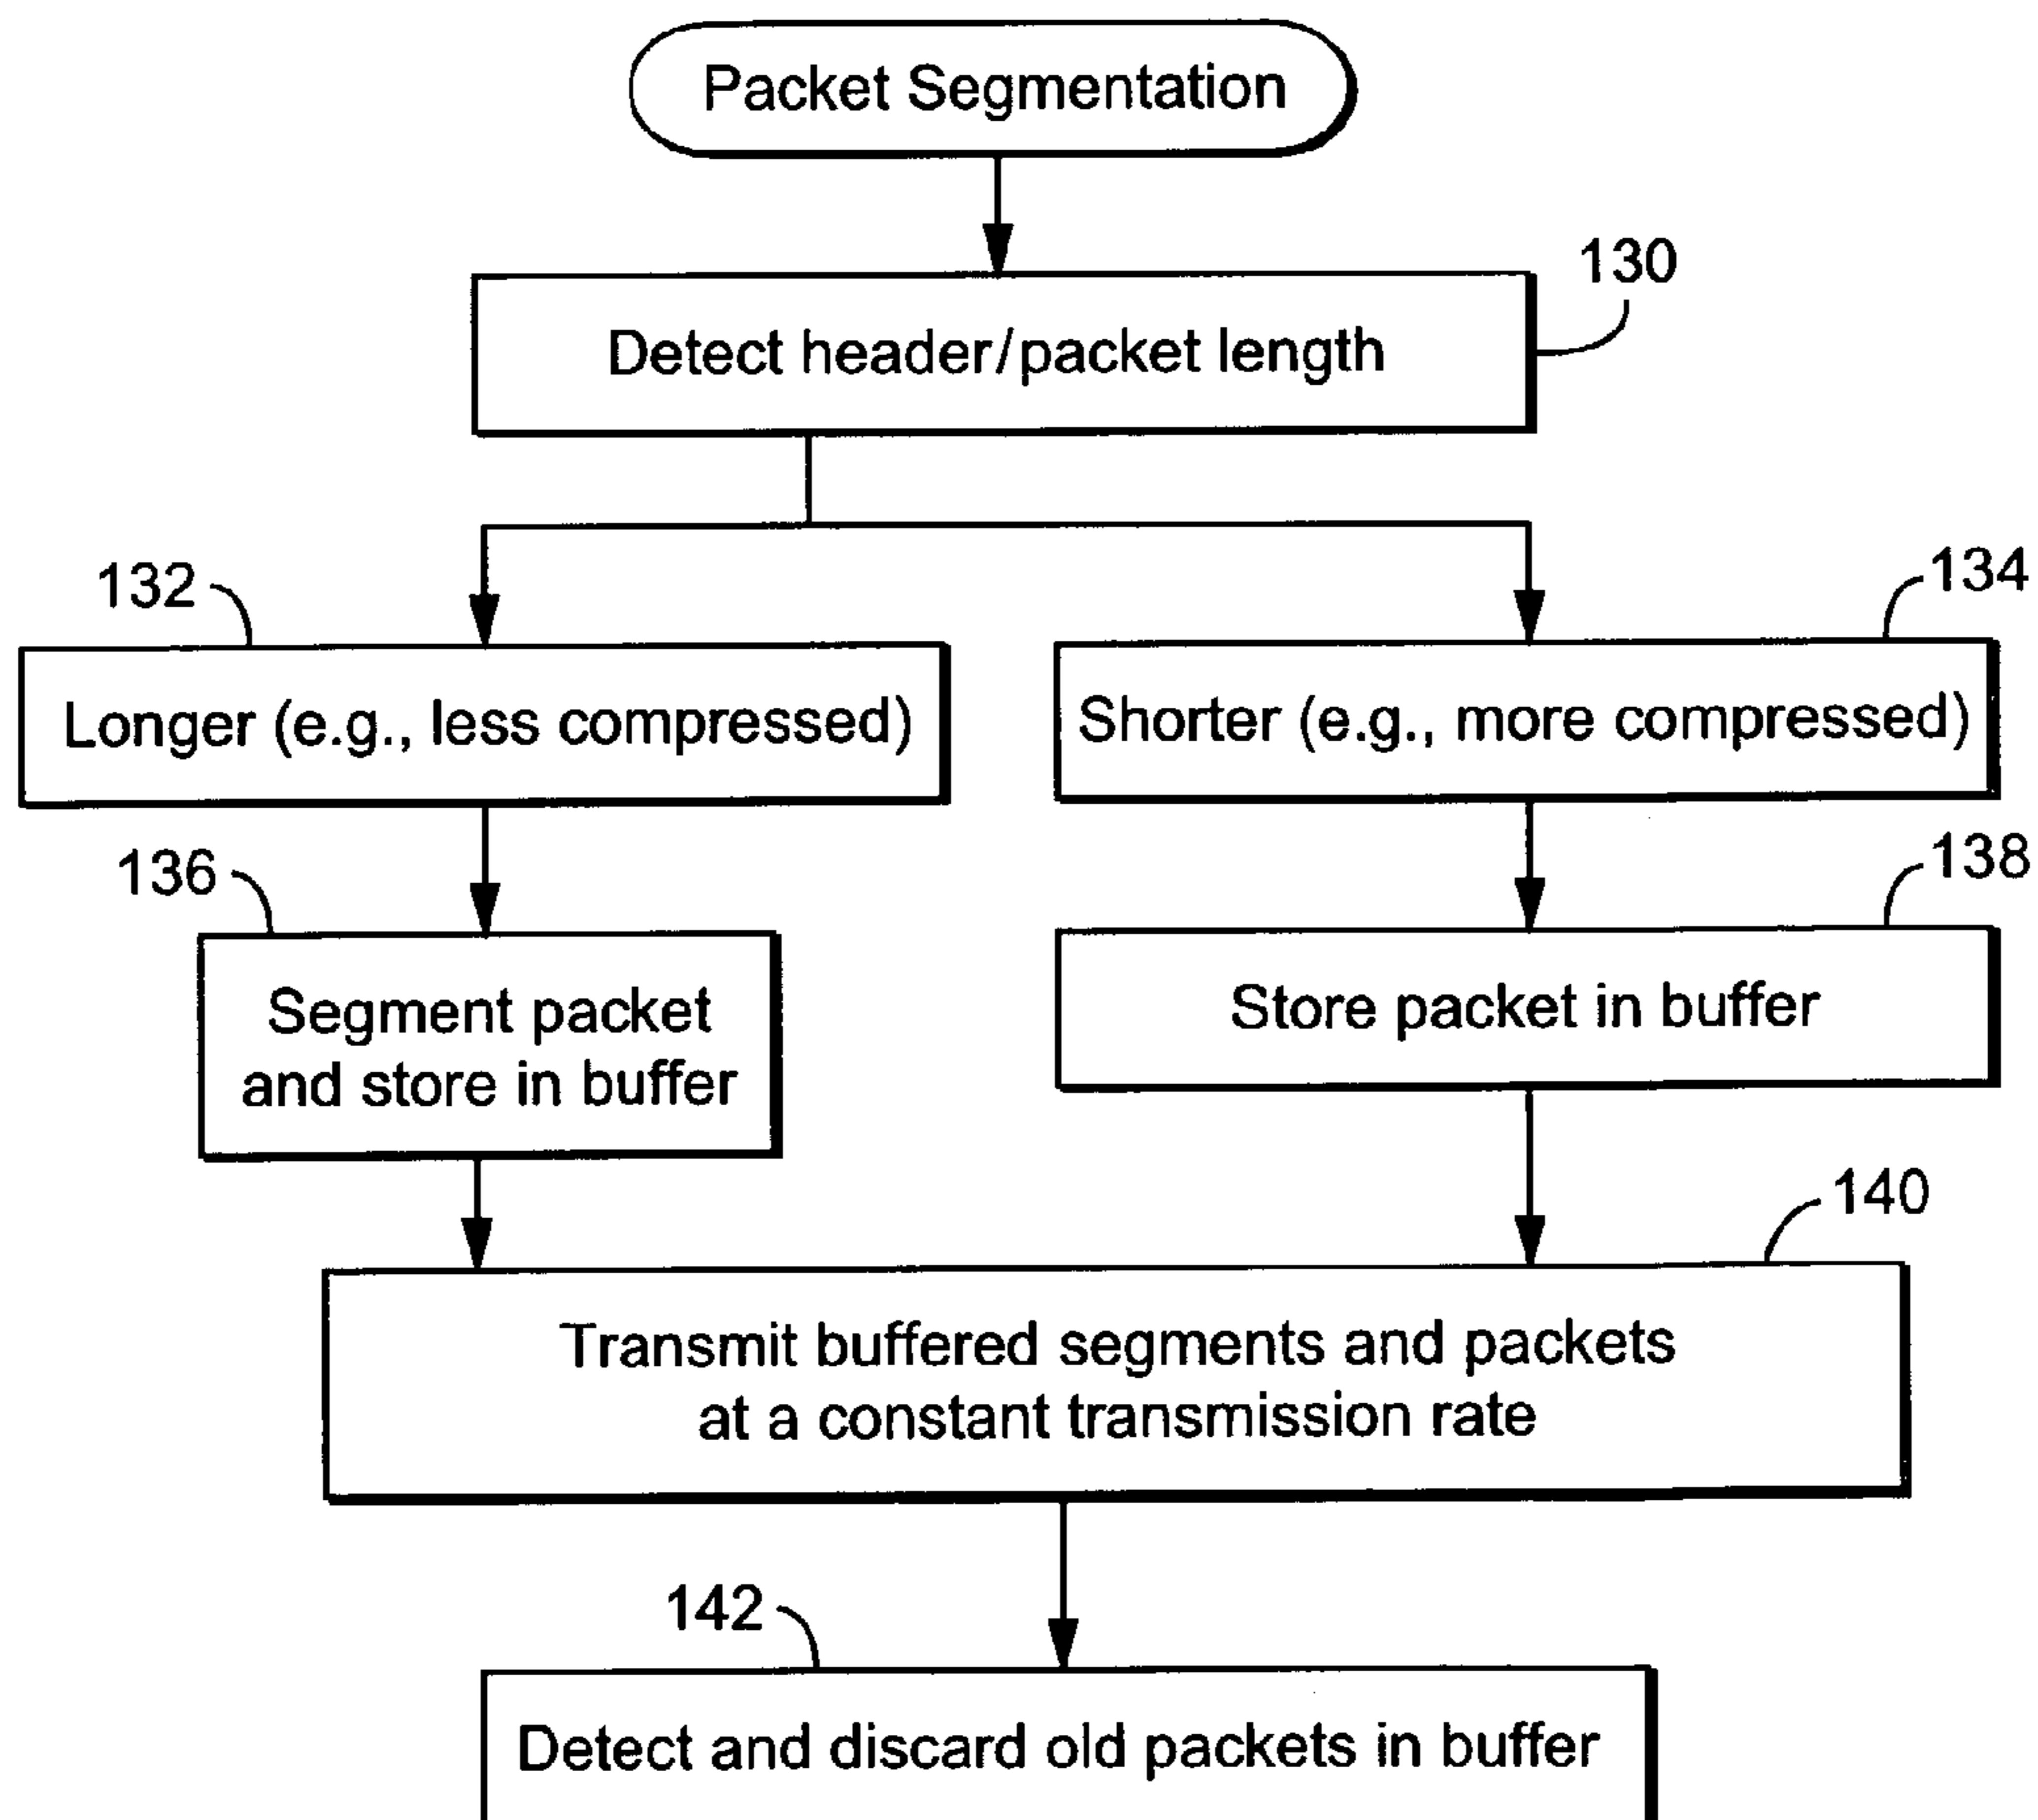 Packet Segmentation
130
Detect header/packet length
132
134
Longer (e.g., less compressed)
Shorter (e.g., more compressed)
136
138
Segment packet
and store in buffer
Store packet in buffer
140
Transmit buffered segments and packets
at a constant transmission rate
142
Detect and discard old packets in buffer